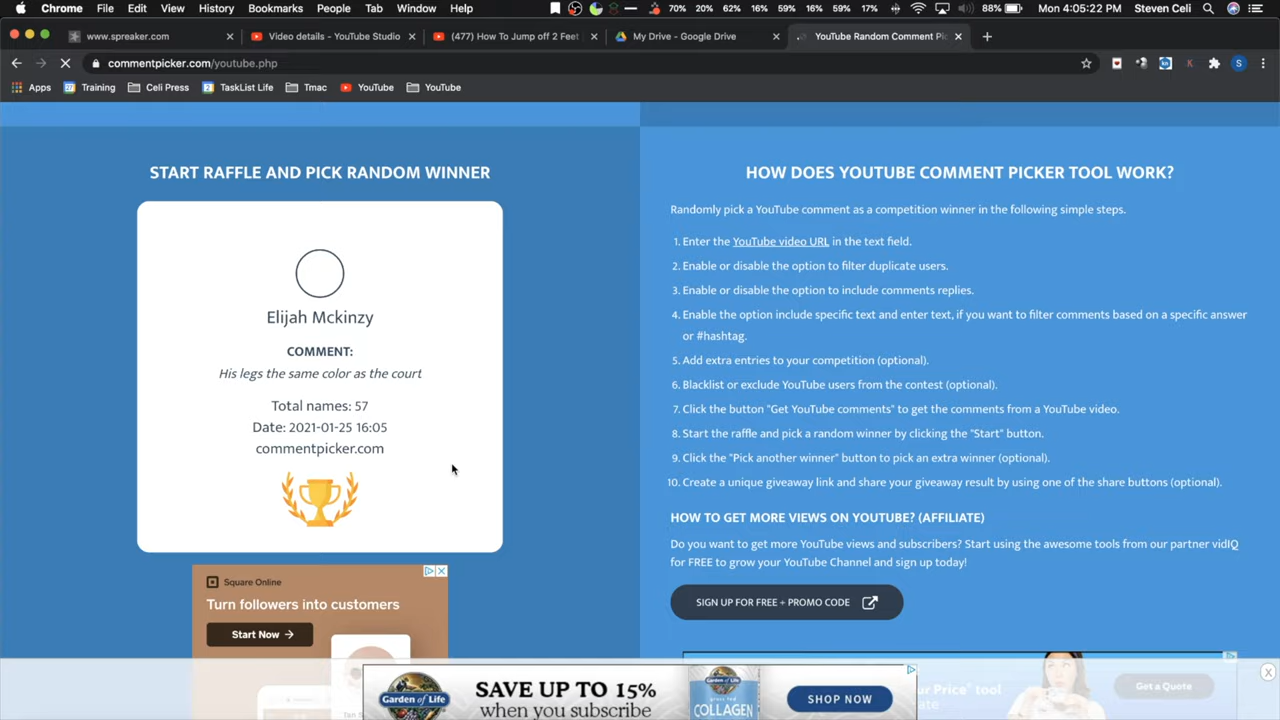 Chrome File Edit View History Bookmarks People Tab Window Help 70% 20% 62% 16% 59% 16% 59% 17% 88% Mon 4:05:22 PM Steven Celi
www.spreaker.com Video details - YouTube Studio (477) How To Jump off 2 Feet My Drive - Google Drive YouTube Random Comment Pic
commentpicker.com/youtube.php
Apps Training Celi Press TaskList Life Tmac YouTube YouTube
START RAFFLE AND PICK RANDOM WINNER
Elijah Mckinzy
COMMENT:
His legs the same color as the court
Total names: 57
Date: 2021-01-25 16:05
commentpicker.com
Square Online
Turn followers into customers
Start Now →
HOW DOES YOUTUBE COMMENT PICKER TOOL WORK?
Randomly pick a YouTube comment as a competition winner in the following simple steps.
1. Enter the YouTube video URL in the text field.
2. Enable or disable the option to filter duplicate users.
3. Enable or disable the option to include comments replies.
4. Enable the option include specific text and enter text, if you want to filter comments based on a specific answer
or #hashtag.
5. Add extra entries to your competition (optional).
6. Blacklist or exclude YouTube users from the contest (optional).
7. Click the button "Get YouTube comments" to get the comments from a YouTube video.
8. Start the raffle and pick a random winner by clicking the "Start" button.
9. Click the "Pick another winner" button to pick an extra winner (optional).
10. Create a unique giveaway link and share your giveaway result by using one of the share buttons (optional).
HOW TO GET MORE VIEWS ON YOUTUBE? (AFFILIATE)
Do you want to get more YouTube views and subscribers? Start using the awesome tools from our partner vidIQ
for FREE to grow your YouTube Channel and sign up today!
SIGN UP FOR FREE + PROMO CODE
Garden of Life
SAVE UP TO 15%
when you subscribe
COLLAGEN
SHOP NOW
Price® tool
Get a Quote